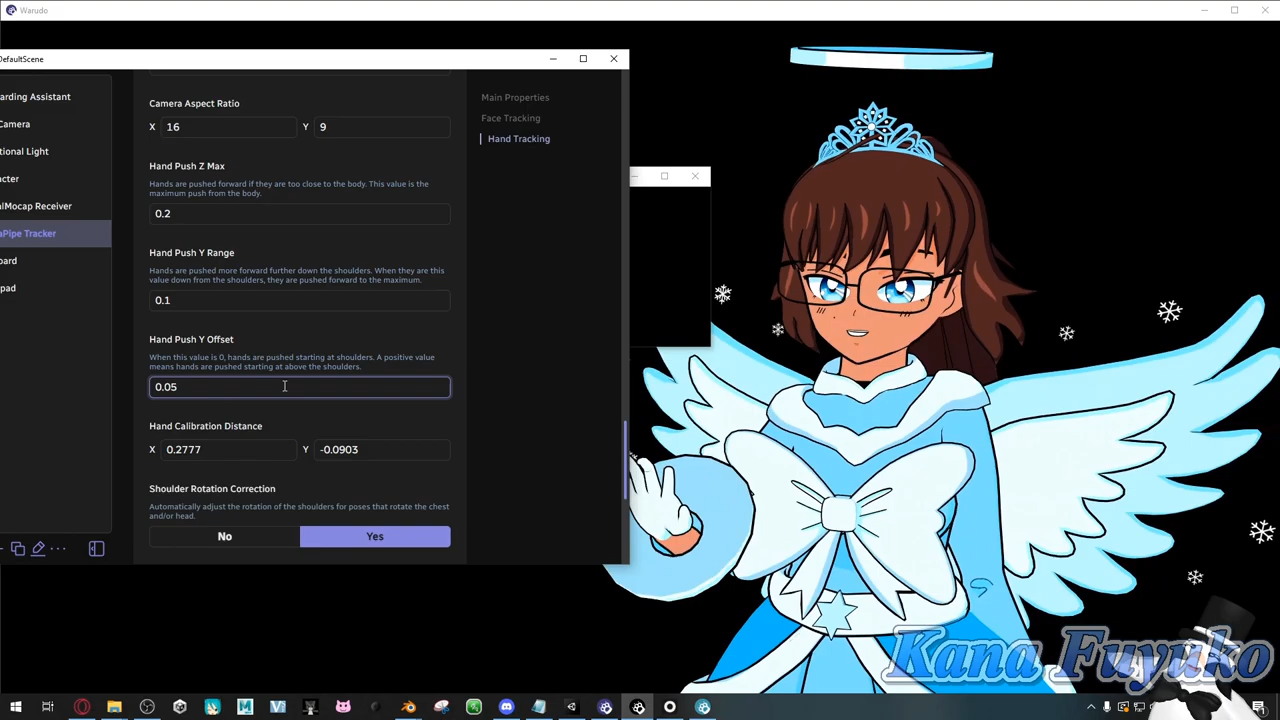 Warudo
DefaultScene
arding Assistant
Camera
tional Light
acter
alMocap Receiver
aPipe Tracker
oard
pad
Camera Aspect Ratio
X 16 Y 9
Hand Push Z Max
Hands are pushed forward if they are too close to the body. This value is the
maximum push from the body.
0.2
Hand Push Y Range
Hands are pushed more forward further down the shoulders. When they are this
value down from the shoulders, they are pushed forward to the maximum.
0.1
Hand Push Y Offset
When this value is 0, hands are pushed starting at shoulders. A positive value
means hands are pushed starting at above the shoulders.
0.05
Hand Calibration Distance
X 0.2777 Y -0.0903
Shoulder Rotation Correction
Automatically adjust the rotation of the shoulders for poses that rotate the chest
and/or head.
No Yes
Main Properties
Face Tracking
Hand Tracking
Kana Fuyuko